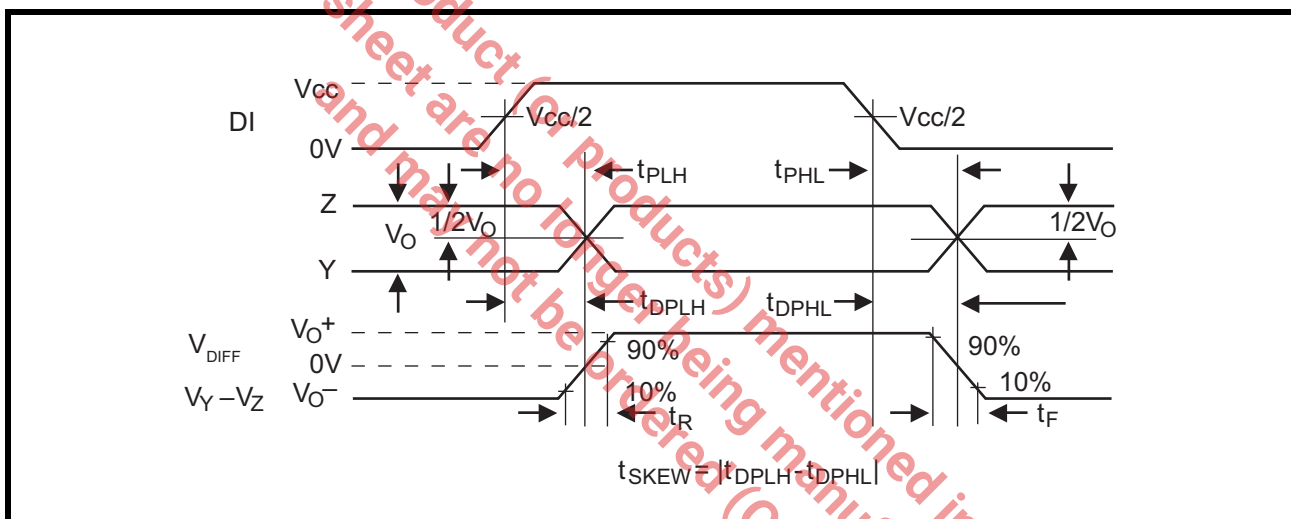 Vcc
DI
Vcc/2
Vcc/2
0V
tPLH
tPHL
Z
VO
1/2VO
1/2VO
Y
tDPLH
tDPHL
VO+
VDIFF
90%
90%
0V
VY –VZ
VO–
10%
10%
tR
tF
tSKEW= |tDPLH-tDPHL|
oduct (or products) mentioned in
sheet are no longer being manu
and may not be ordered (O